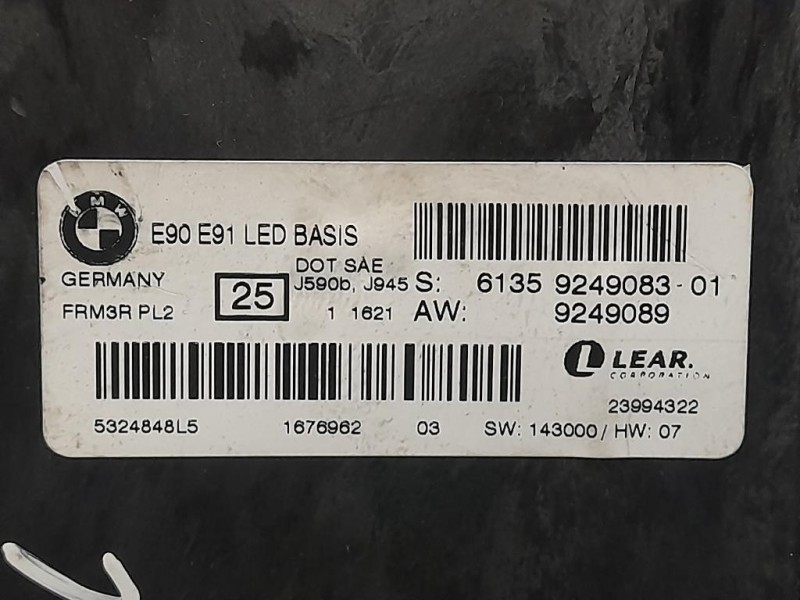 BMW
E90 E91 LED BASIS
GERMANY
FRM3R PL2
25
DOT SAE
J590b, J945
1 1621
S: 6135 9249083-01
AW: 9249089
LEAR.
CORPORATION
23994322
5324848L5 1676962 03 SW: 143000/ HW: 07